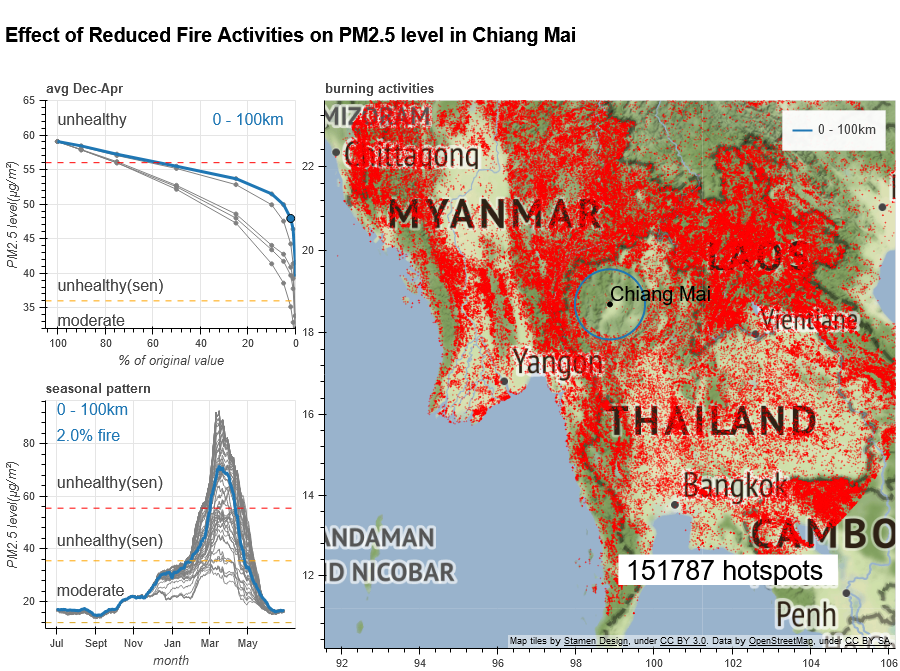 Effect of Reduced Fire Activities on PM2.5 level in Chiang Mai
avg Dec-Apr
65
60
55
50
45
40
35
PM2.5 level(µg/m²)
unhealthy
0 - 100km
unhealthy(sen)
moderate
100 80 60 40 20 0
% of original value
seasonal pattern
0 - 100km
2.0% fire
80
60
40
20
PM2.5 level(µg/m²)
unhealthy(sen)
unhealthy(sen)
moderate
Jul Sept Nov Jan Mar May
month
burning activities
0 - 100km
22
20
18
16
14
12
MIZORAM
Chittagong
MYANMAR
LAOS
Chiang Mai
Vientiane
Yangon
THAILAND
Bangkok
CAMBO
ANDAMAN
D NICOBAR
151787 hotspots
Penh
Map tiles by Stamen Design, under CC BY 3.0. Data by OpenStreetMap, under CC BY SA
92 94 96 98 100 102 104 106